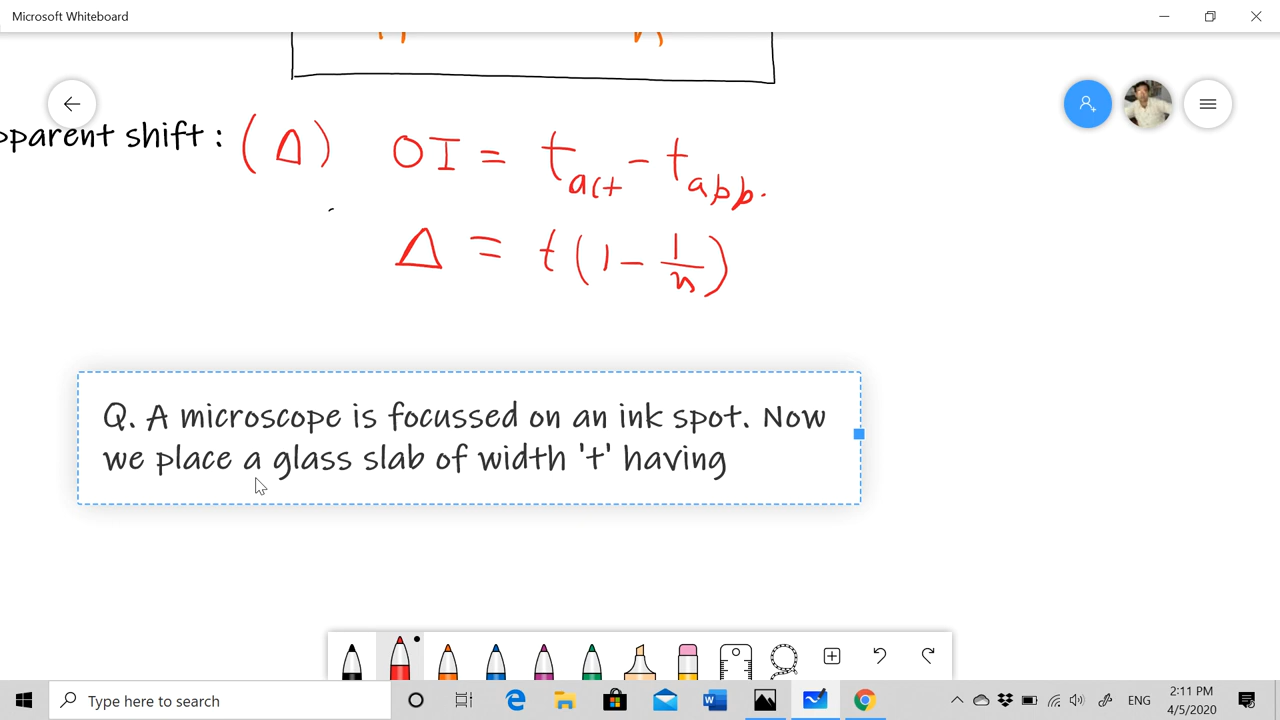 Microsoft Whiteboard
pparent shift : (Δ) OI = t_act - t_app.
Δ = t(1 - 1/n)
Q. A microscope is focussed on an ink spot. Now
we place a glass slab of width 't' having
Type here to search
ENG
2:11 PM
4/5/2020